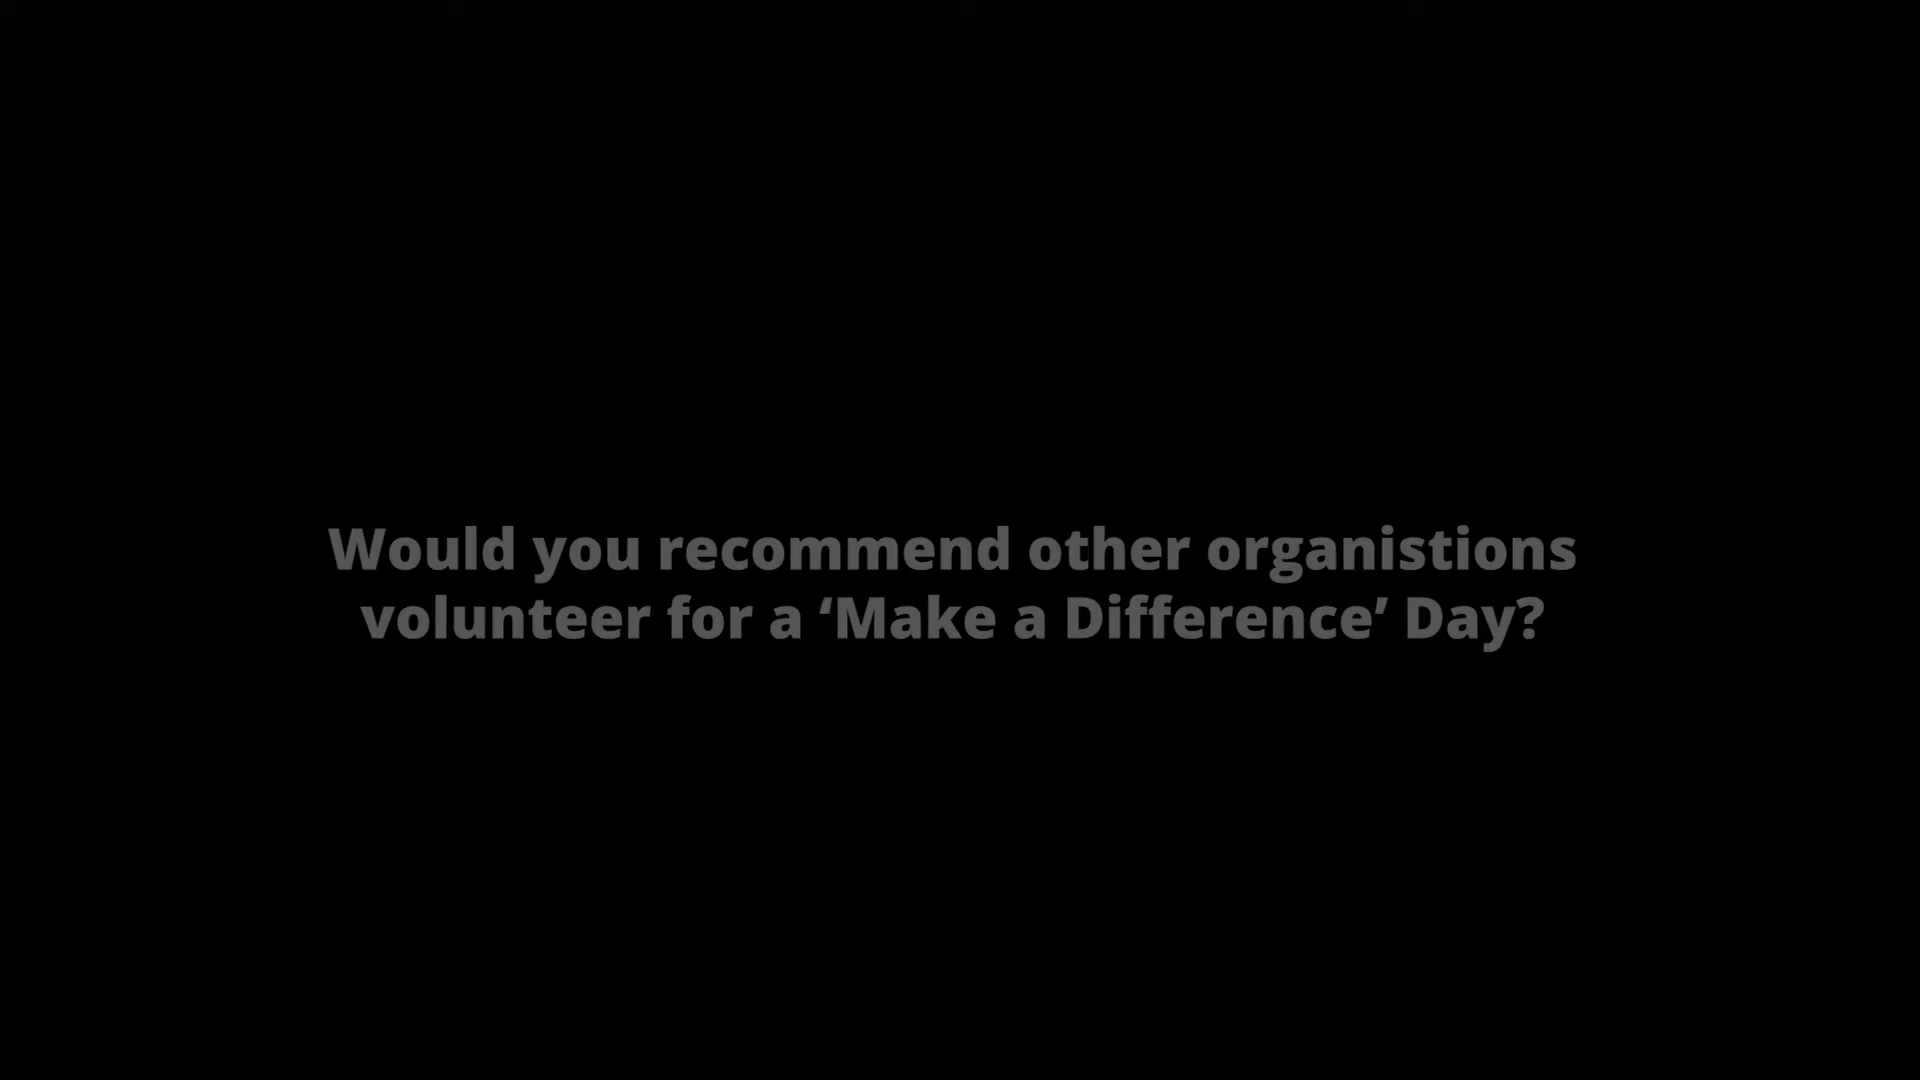 Would you recommend other organistions
volunteer for a ‘Make a Difference’ Day?